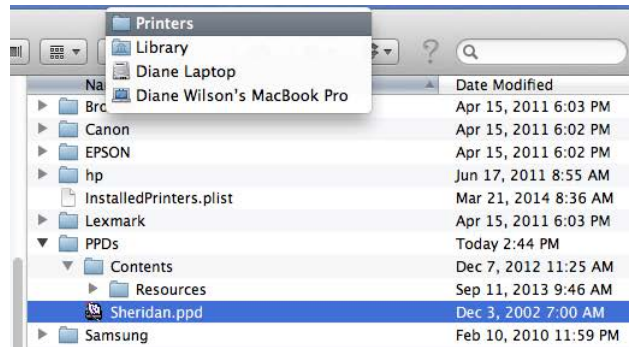 Printers
Library
Diane Laptop
Diane Wilson's MacBook Pro
?
Na
Date Modified
Bro
Apr 15, 2011 6:03 PM
Canon
Apr 15, 2011 6:02 PM
EPSON
Apr 15, 2011 6:02 PM
hp
Jun 17, 2011 8:55 AM
InstalledPrinters.plist
Mar 21, 2014 8:36 AM
Lexmark
Apr 15, 2011 6:03 PM
PPDs
Today 2:44 PM
Contents
Dec 7, 2012 11:25 AM
Resources
Sep 11, 2013 9:46 AM
Sheridan.ppd
Dec 3, 2002 7:00 AM
Samsung
Feb 10, 2010 11:59 PM